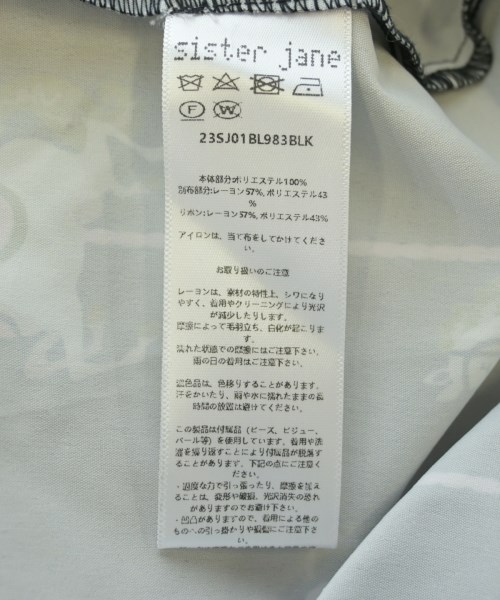 sister jane
F W
23SJ01BL983BLK
本体部分:ポリエステル100%
別布部分:レーヨン57%, ポリエステル43
%
リボン:レーヨン57%, ポリエステル43%
アイロンは、当て布をしてかけてくださ
い。
お取り扱いのご注意
レーヨンは、素材の特性上、シワになり
やすく、着用やクリーニングにより光沢
が減少したりします。
摩擦によって毛羽立ち、白化が起こりま
す。
濡れた状態での摩擦にはご注意下さい。
雨の日の着用はご注意下さい。
濃色品は、色移りすることがあります。
汗をかいたり、雨や水に濡れたままの長
時間の放置は避けてください。
この製品は付属品（ビーズ、ビジュー、
パール等）を使用しています。着用や洗
濯を繰り返すことにより付属品が脱落す
ることがあります。下記の点にご注意く
ださい。
・過度な力で引っ張ったり、摩擦を加え
ることは、変形や破損、光沢消失の恐れ
がありますのでお避け下さい。
・凹凸がありますので、着用による他の
もの への引っ掛かりや損傷にご注意下さ
い。